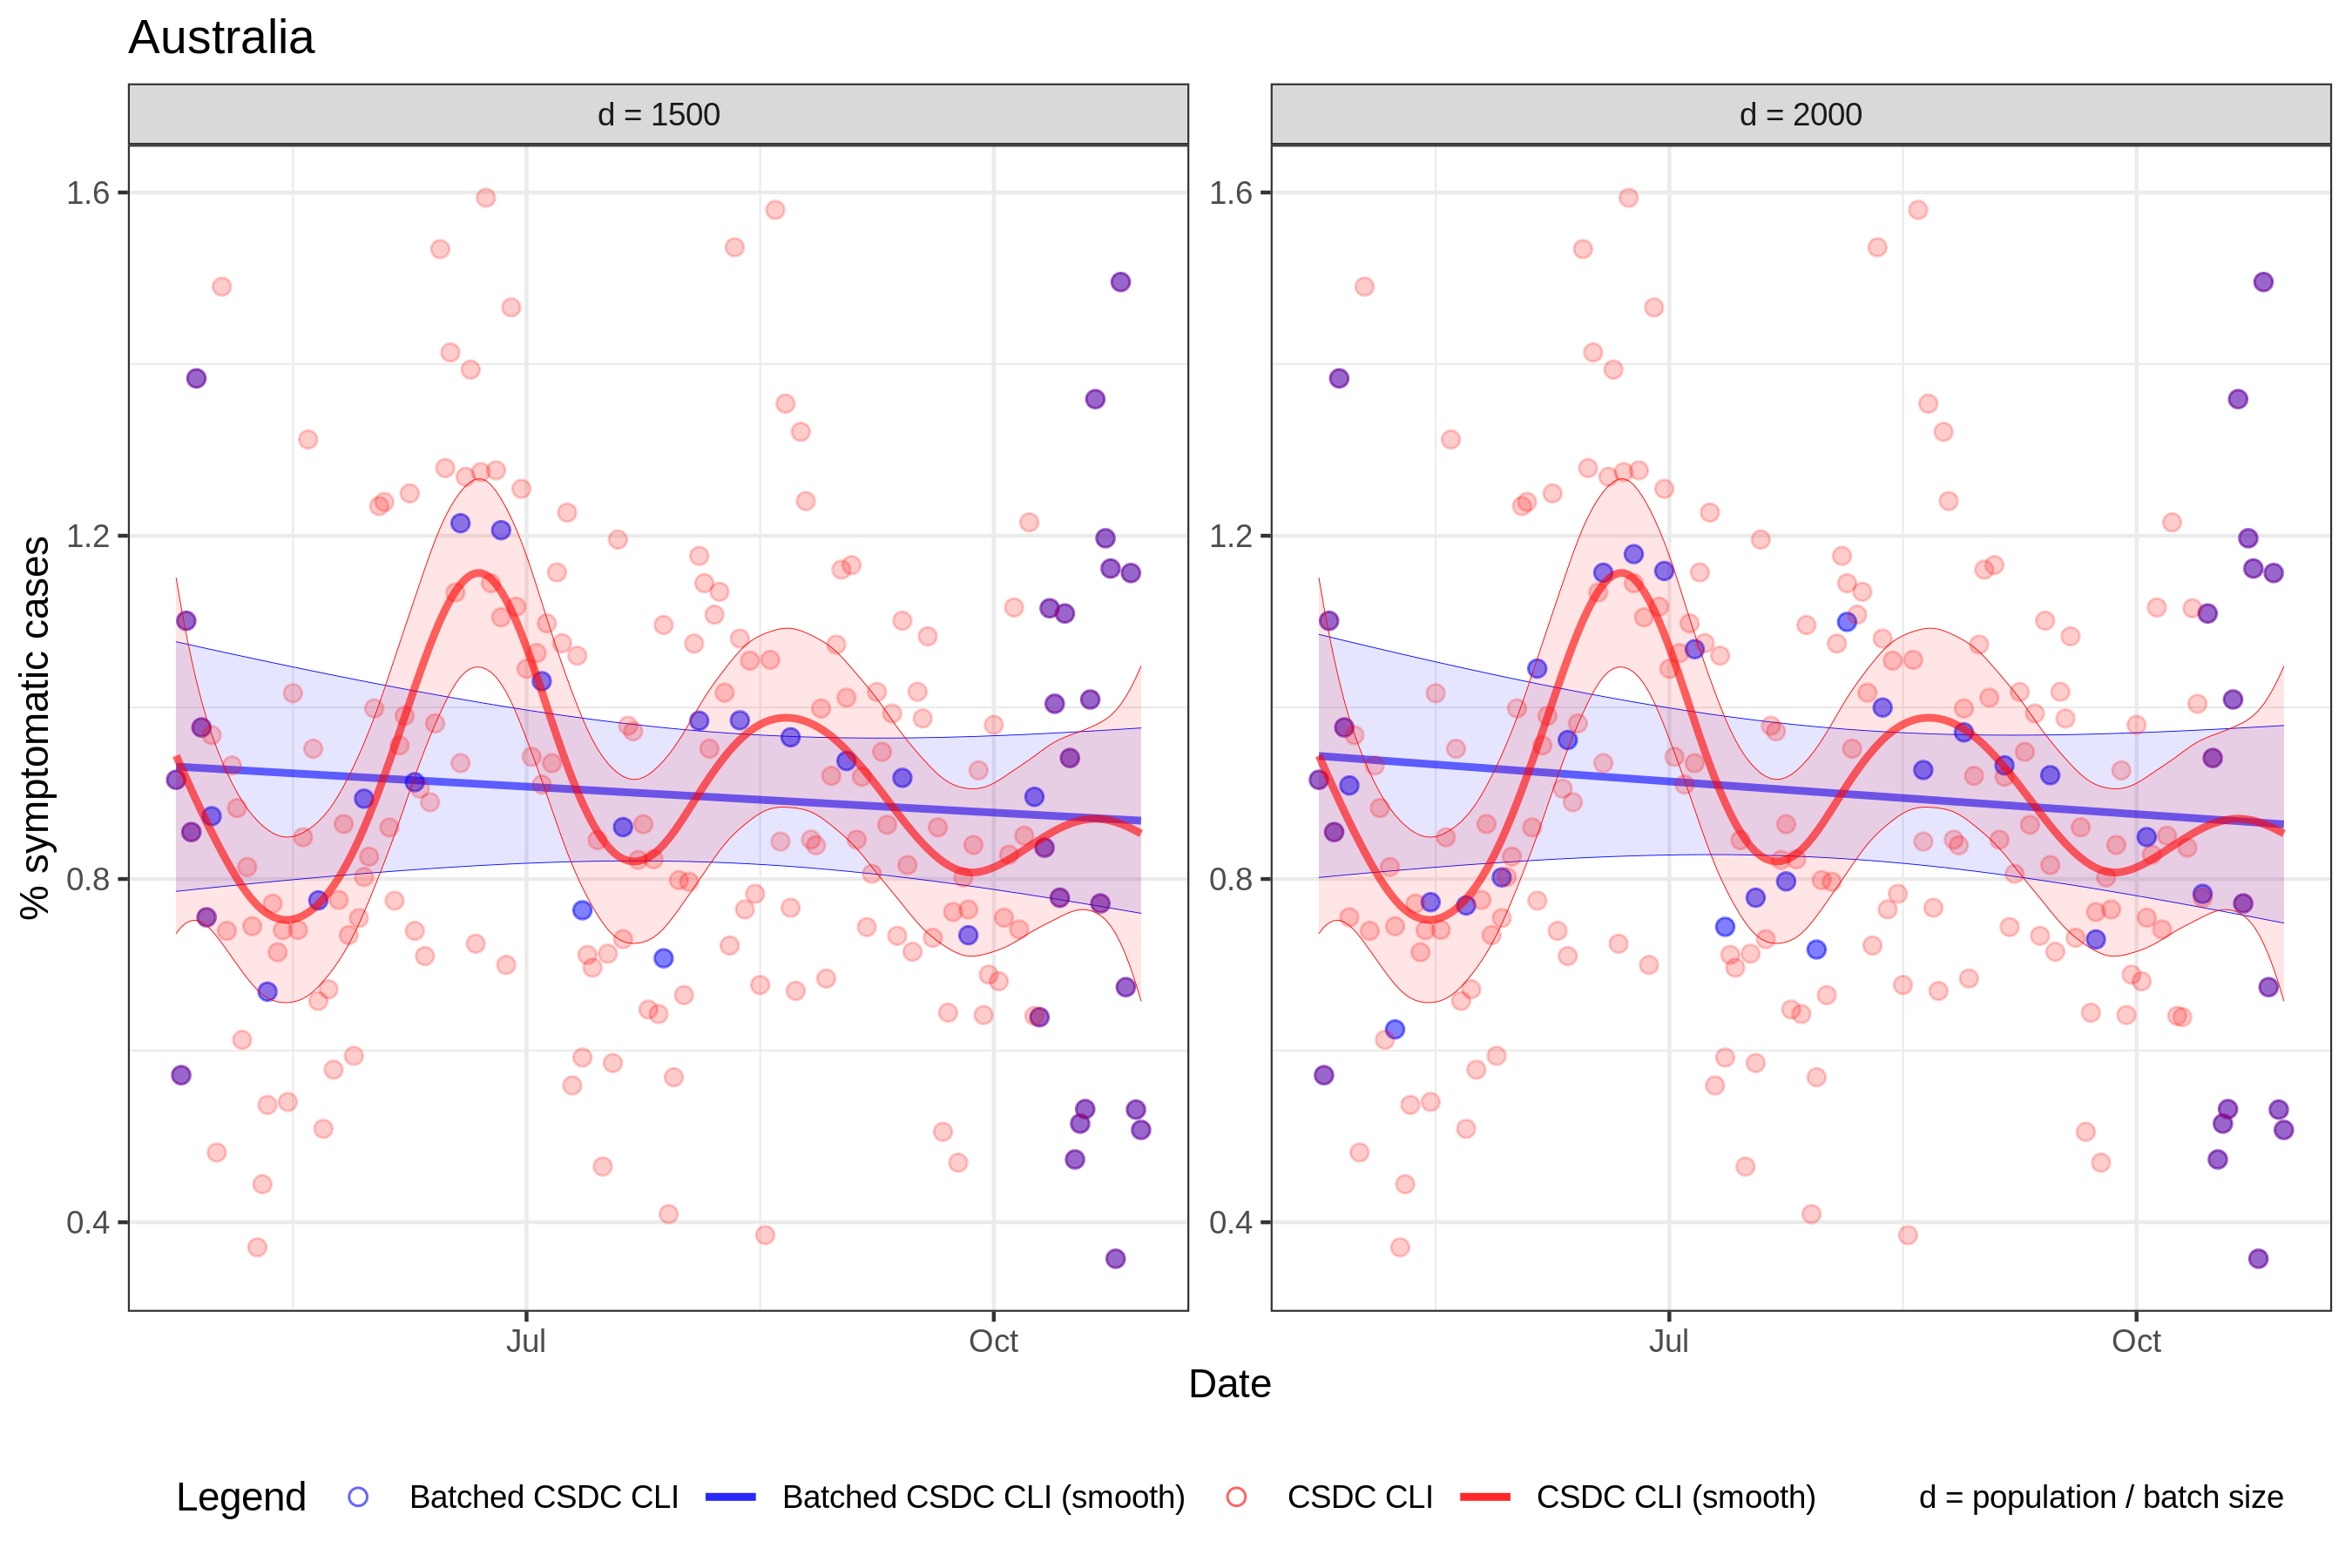 Australia
d = 1500
d = 2000
% symptomatic cases
1.6
1.2
0.8
0.4
1.6
1.2
0.8
0.4
Jul
Oct
Jul
Oct
Date
Legend
Batched CSDC CLI
Batched CSDC CLI (smooth)
CSDC CLI
CSDC CLI (smooth)
d = population / batch size